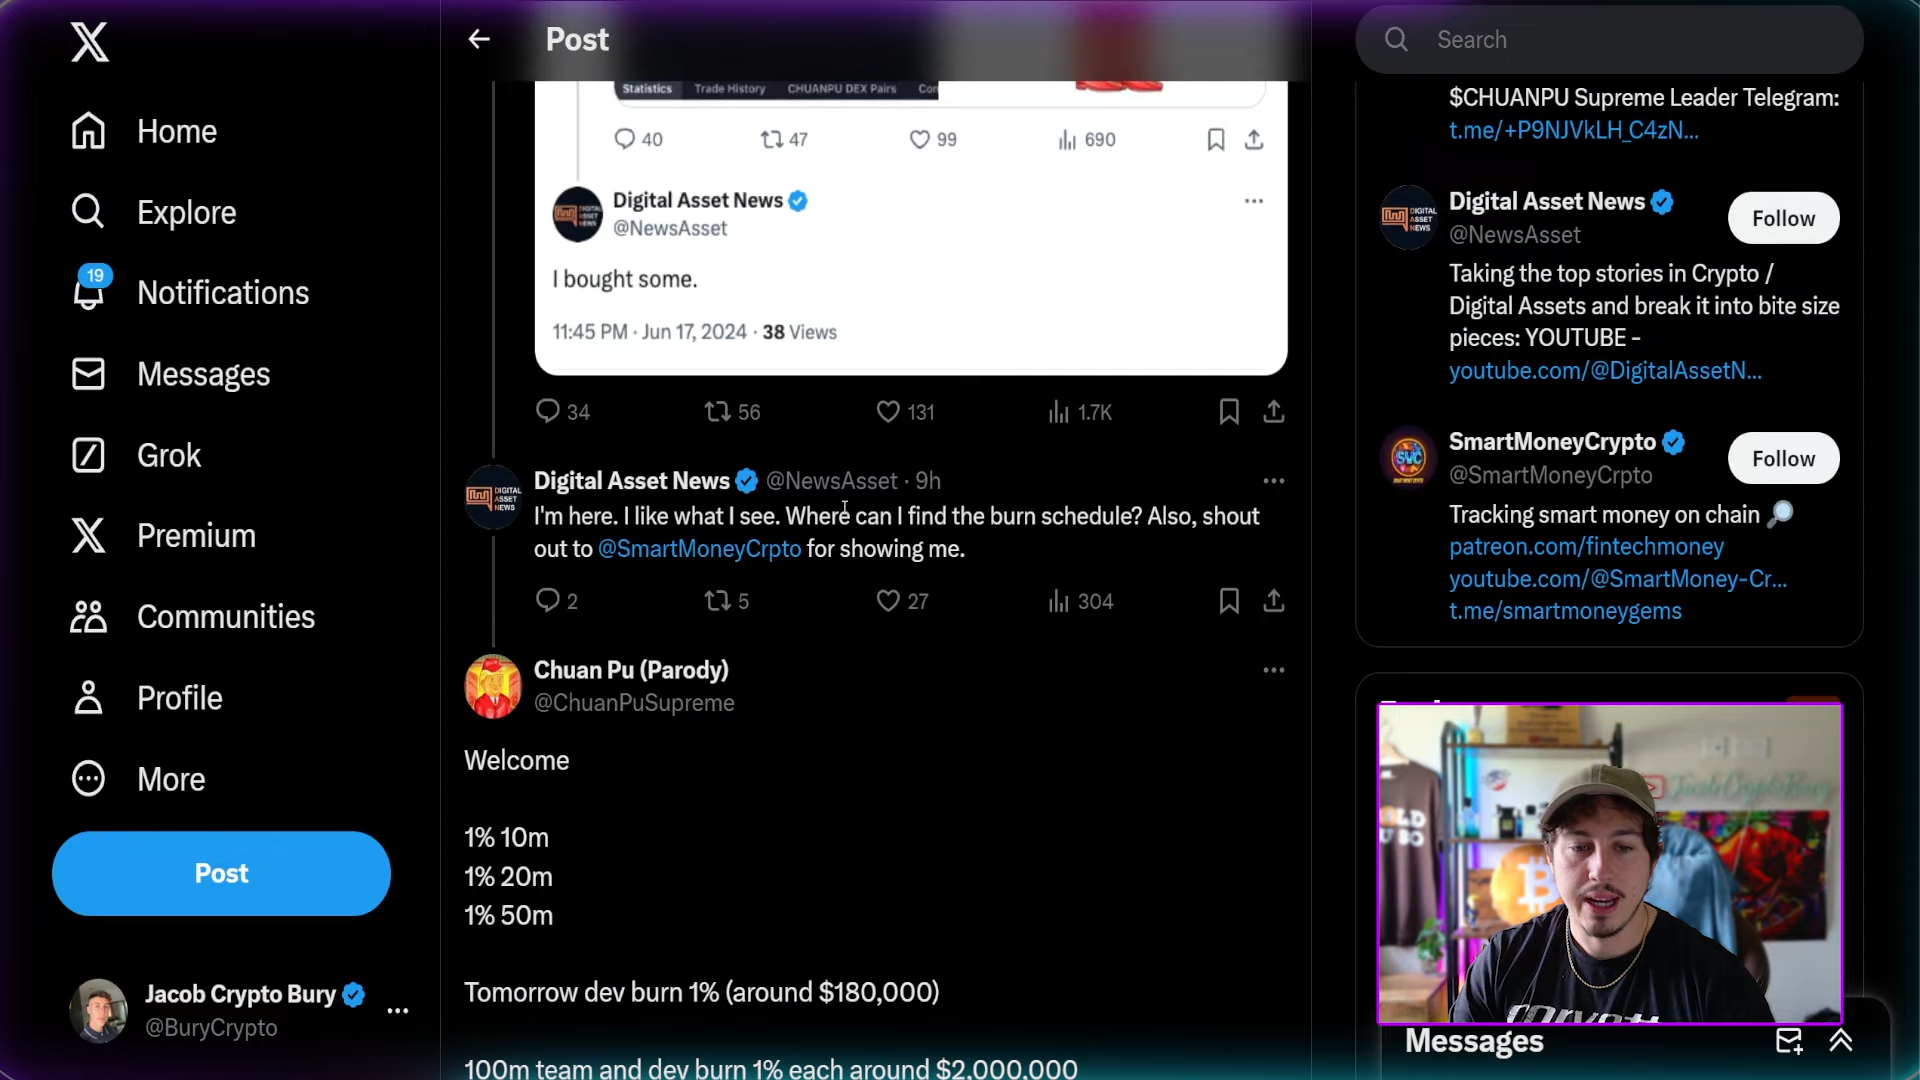 Home
Explore
19
Notifications
Messages
Grok
Premium
Communities
Profile
More
Post
Jacob Crypto Bury
@BuryCrypto
Post
Statistics Trade History CHUANPU DEX Pairs
40 47 99 690
Digital Asset News
@NewsAsset
I bought some.
11:45 PM · Jun 17, 2024 · 38 Views
34 56 131 1.7K
Digital Asset News @NewsAsset · 9h
I'm here. I like what I see. Where can I find the burn schedule? Also, shout
out to @SmartMoneyCrpto for showing me.
2 5 27 304
Chuan Pu (Parody)
@ChuanPuSupreme
Welcome
1% 10m
1% 20m
1% 50m
Tomorrow dev burn 1% (around $180,000)
100m team and dev burn 1% each around $2,000,000
Search
$CHUANPU Supreme Leader Telegram:
t.me/+P9NJVkLH_C4zN...
DIGITAL
ASSET
NEWS
Digital Asset News
@NewsAsset
Follow
Taking the top stories in Crypto /
Digital Assets and break it into bite size
pieces: YOUTUBE -
youtube.com/@DigitalAssetN...
SmartMoneyCrypto
@SmartMoneyCrpto
Follow
Tracking smart money on chain
patreon.com/fintechmoney
youtube.com/@SmartMoney-Cr...
t.me/smartmoneygems
Jacob Crypto Bury
Messages